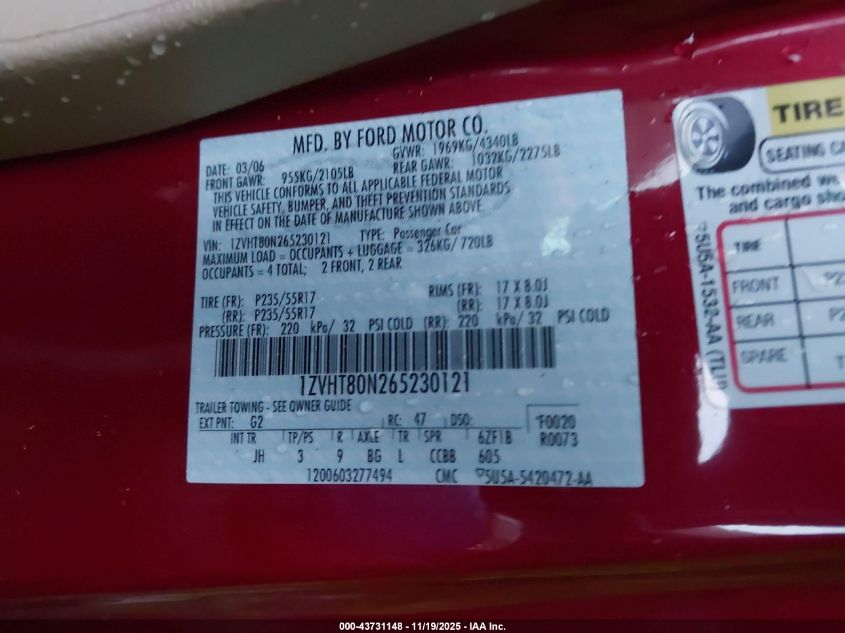 MFD. BY FORD MOTOR CO.
DATE: 03/06 GVWR: 1969KG/4340LB
FRONT GAWR: 955KG/2105LB REAR GAWR: 1032KG/2275LB
THIS VEHICLE CONFORMS TO ALL APPLICABLE FEDERAL MOTOR
VEHICLE SAFETY, BUMPER, AND THEFT PREVENTION STANDARDS
IN EFFECT ON THE DATE OF MANUFACTURE SHOWN ABOVE.
VIN: 1ZVHT80N265230121 TYPE: Passenger Car
MAXIMUM LOAD = OCCUPANTS + LUGGAGE = 326KG/ 720LB
OCCUPANTS = 4 TOTAL; 2 FRONT, 2 REAR
TIRE (FR): P235/55R17 RIMS (FR): 17 X 8.0J
(RR): P235/55R17 (RR): 17 X 8.0J
PRESSURE (FR): 220 kPa/ 32 PSI COLD (RR): 220 kPa/ 32 PSI COLD
1ZVHT80N265230121
TRAILER TOWING - SEE OWNER GUIDE
EXT PNT: G2 RC: 47 DSO: F0020
INT TR TP/PS R AXLE TR SPR 6ZF1B R0073
JH 3 9 BG L CCBB 605
1200603277494 CMC 5U5A-5420472-AA
TIRE
SEATING CA
The combined we
and cargo sho
5U5A-1532-AA (TLIP
TIRE
FRONT P2
REAR P2
SPARE T
000-43731148 - 11/19/2025 - IAA Inc.